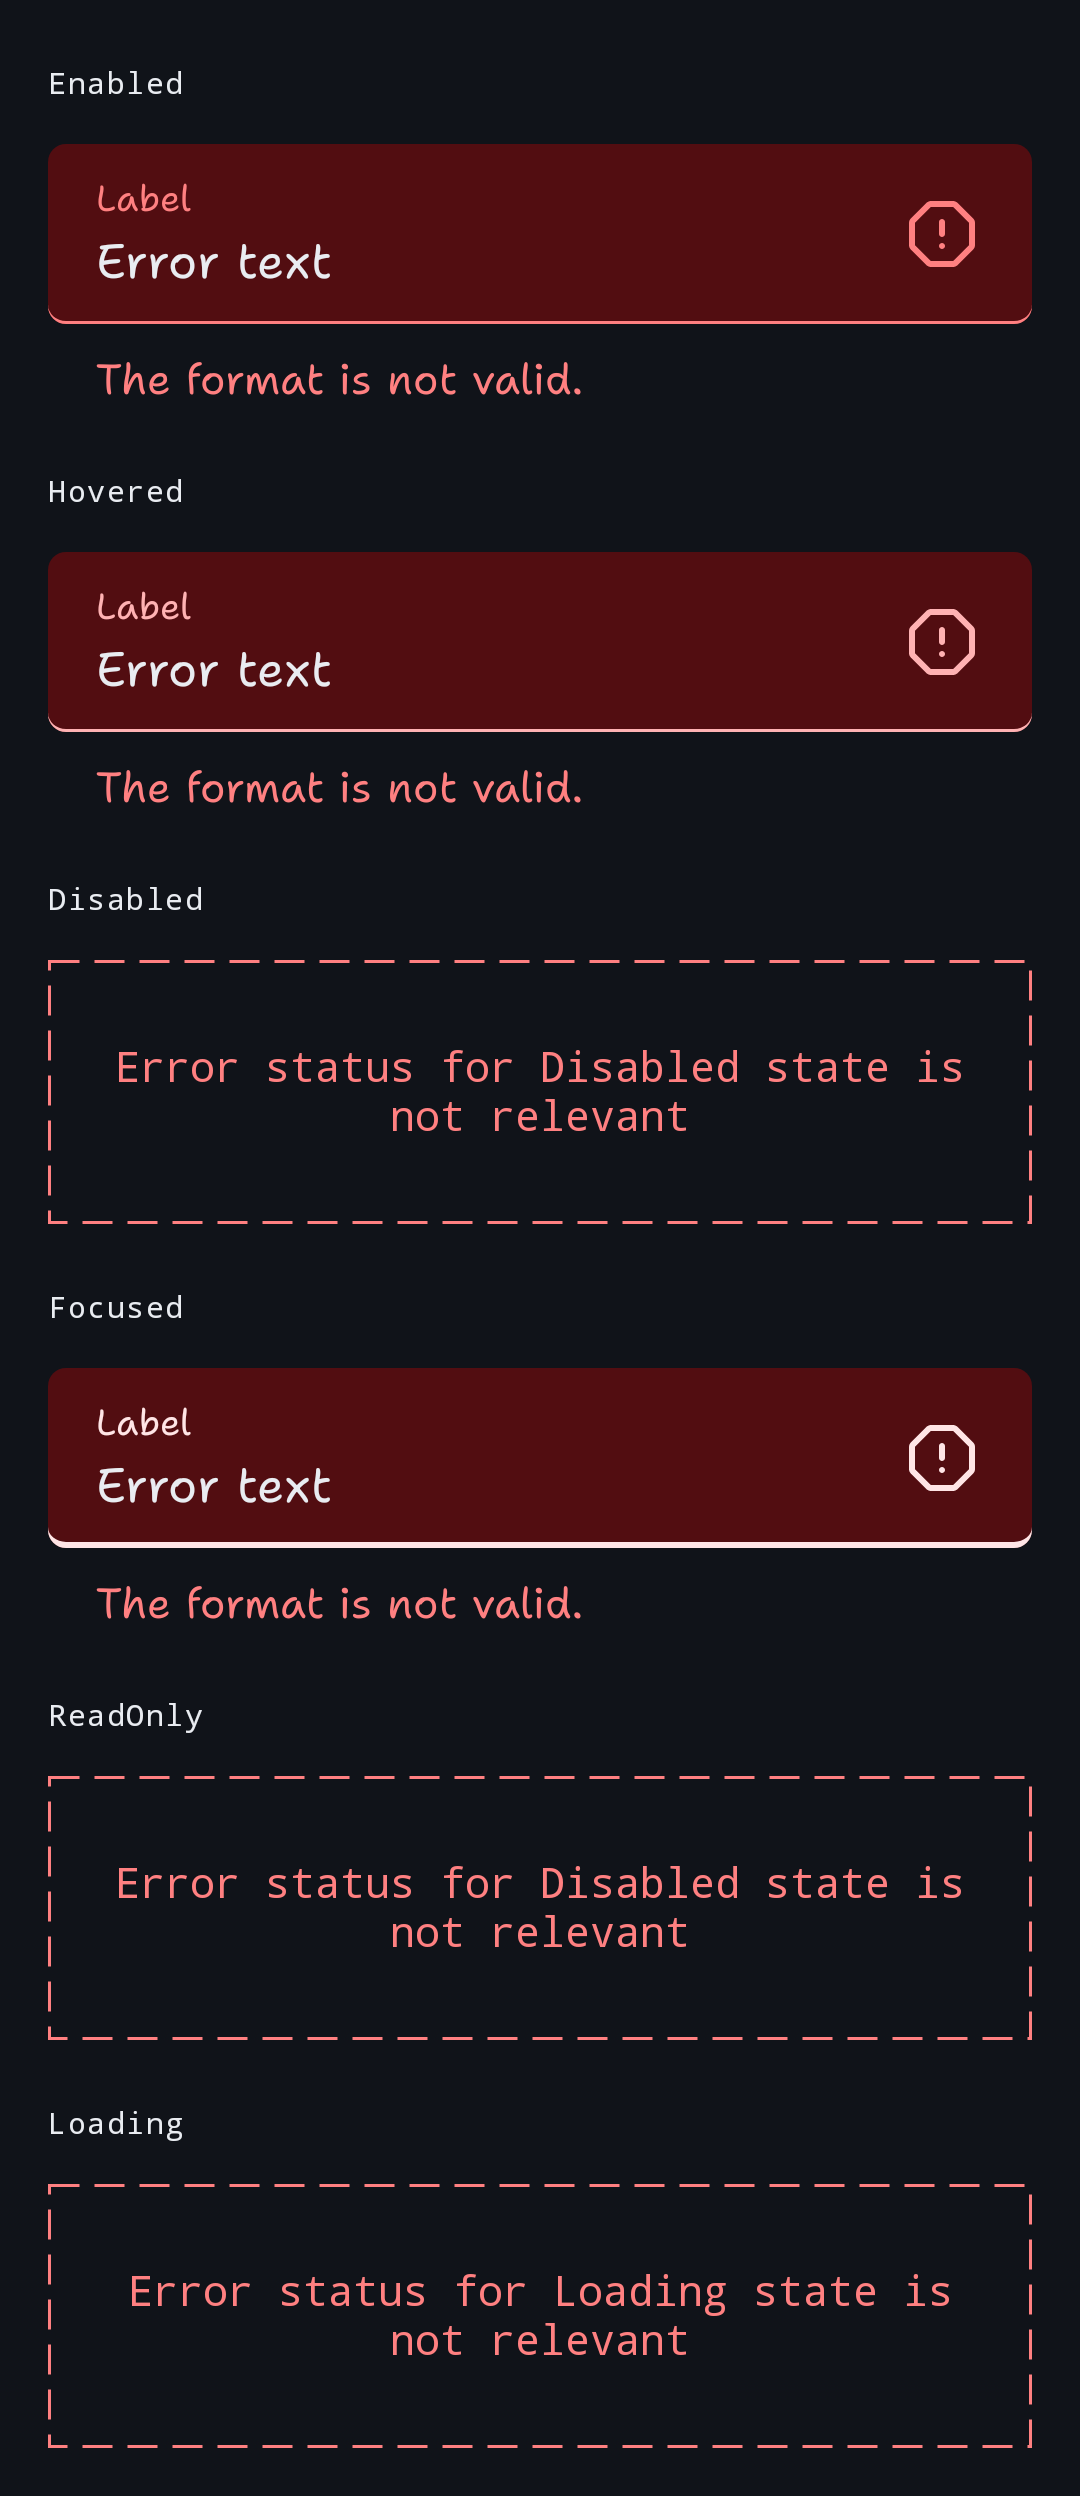 Enabled
Label
Error text
The format is not valid.
Hovered
Label
Error text
The format is not valid.
Disabled
Error status for Disabled state is
not relevant
Focused
Label
Error text
The format is not valid.
ReadOnly
Error status for Disabled state is
not relevant
Loading
Error status for Loading state is
not relevant